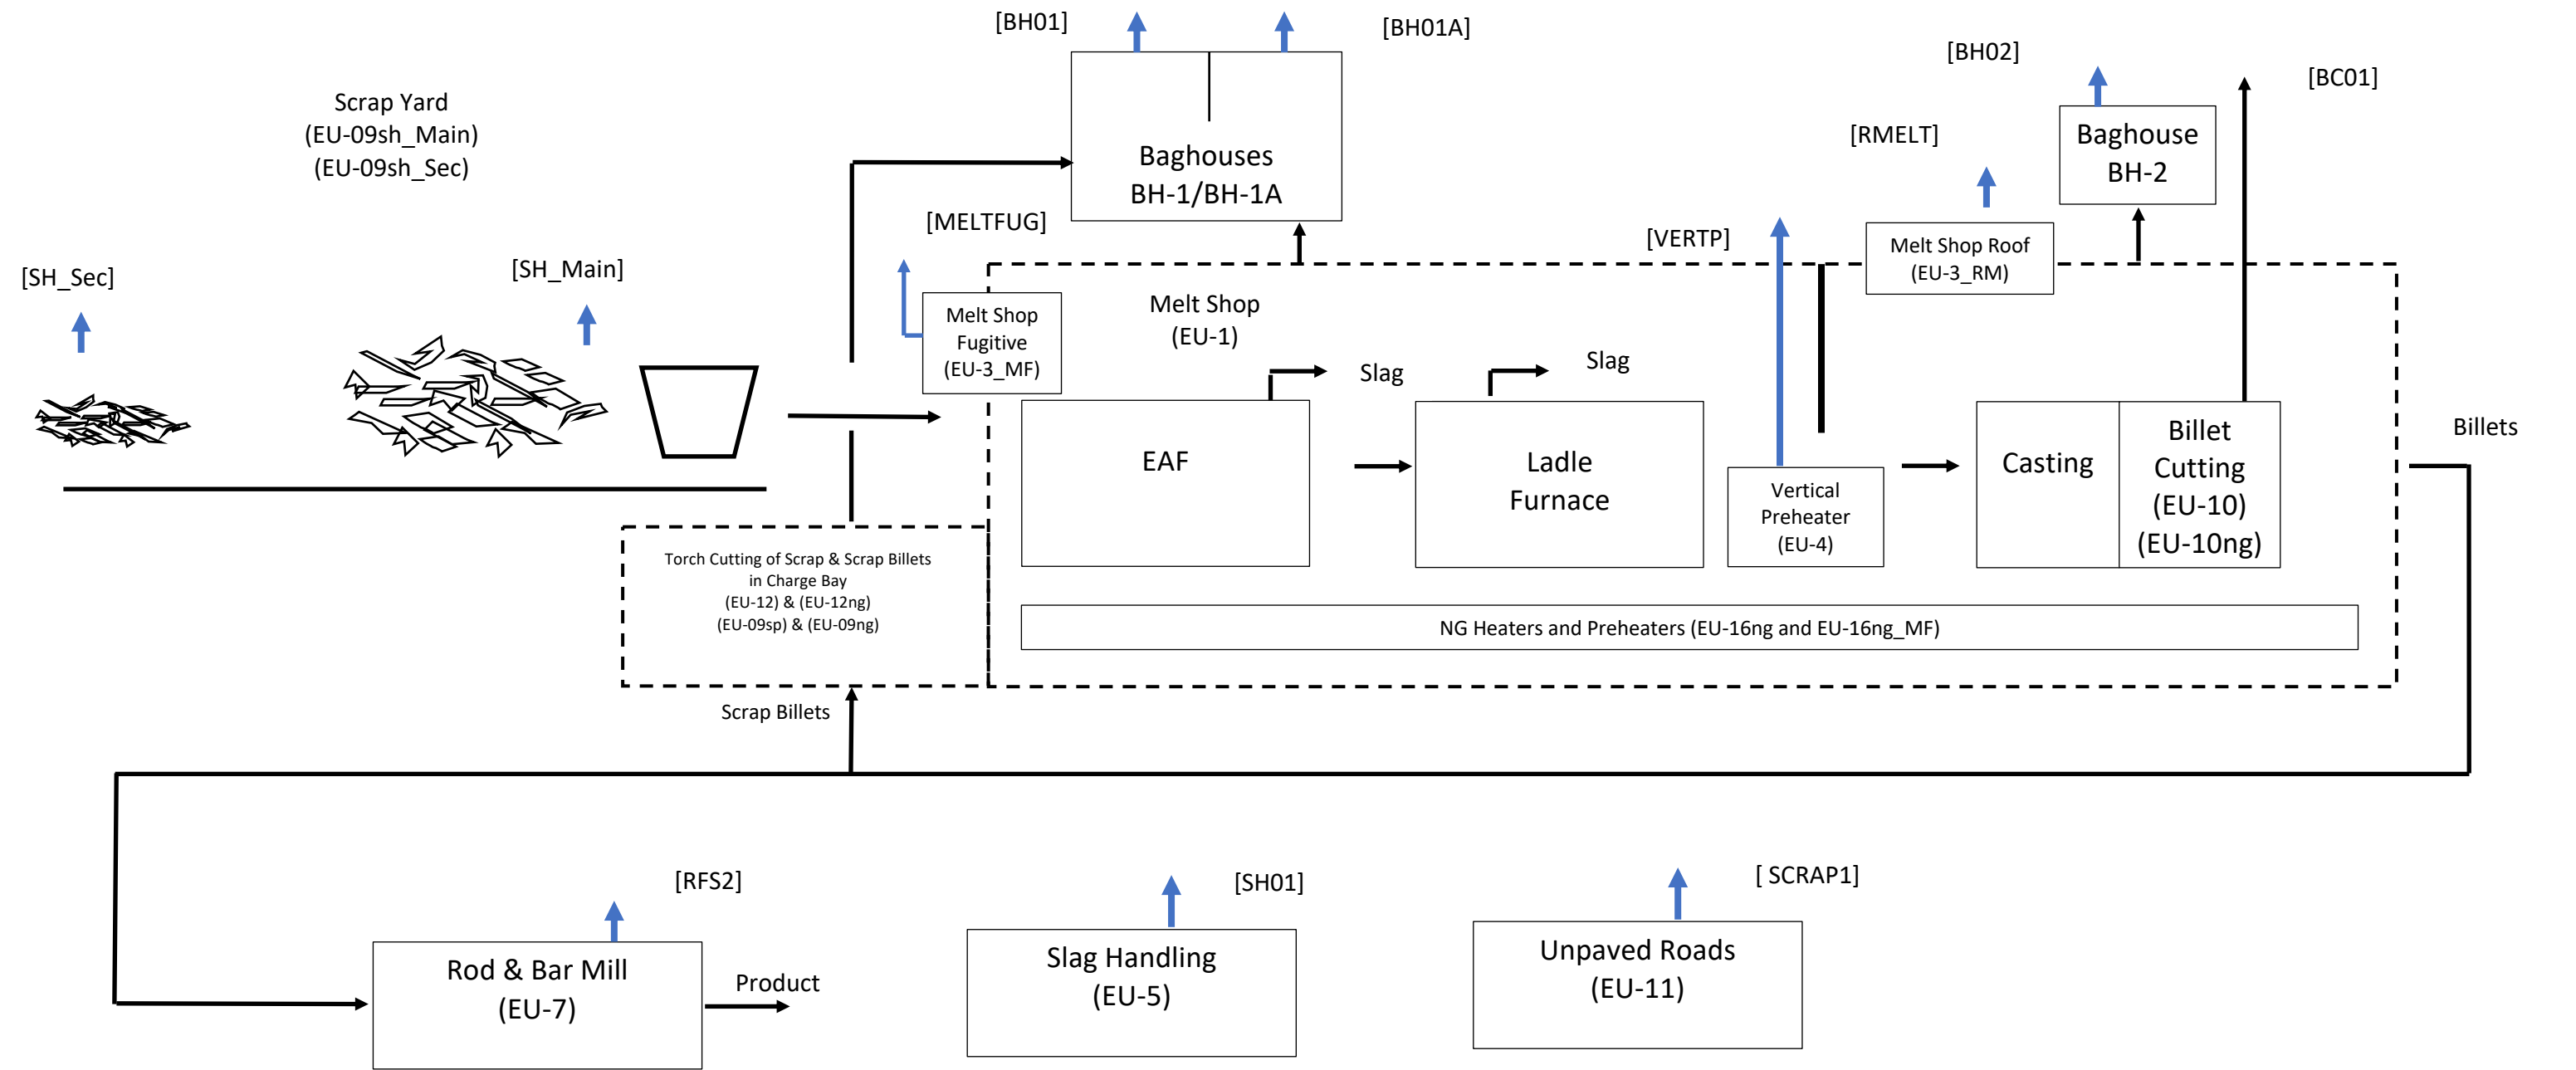 [BH01]
[BH01A]
[BH02]
[BC01]
Scrap Yard
(EU-09sh_Main)
(EU-09sh_Sec)
Baghouses
BH-1/BH-1A
[RMELT]
Baghouse
BH-2
[MELTFUG]
[VERTP]
Melt Shop Roof
(EU-3_RM)
[SH_Sec]
[SH_Main]
Melt Shop
Fugitive
(EU-3_MF)
Melt Shop
(EU-1)
Slag
Slag
EAF
Ladle
Furnace
Vertical
Preheater
(EU-4)
Casting
Billet
Cutting
(EU-10)
(EU-10ng)
Billets
Torch Cutting of Scrap & Scrap Billets
in Charge Bay
(EU-12) & (EU-12ng)
(EU-09sp) & (EU-09ng)
NG Heaters and Preheaters (EU-16ng and EU-16ng_MF)
Scrap Billets
[RFS2]
[SH01]
[ SCRAP1]
Rod & Bar Mill
(EU-7)
Product
Slag Handling
(EU-5)
Unpaved Roads
(EU-11)